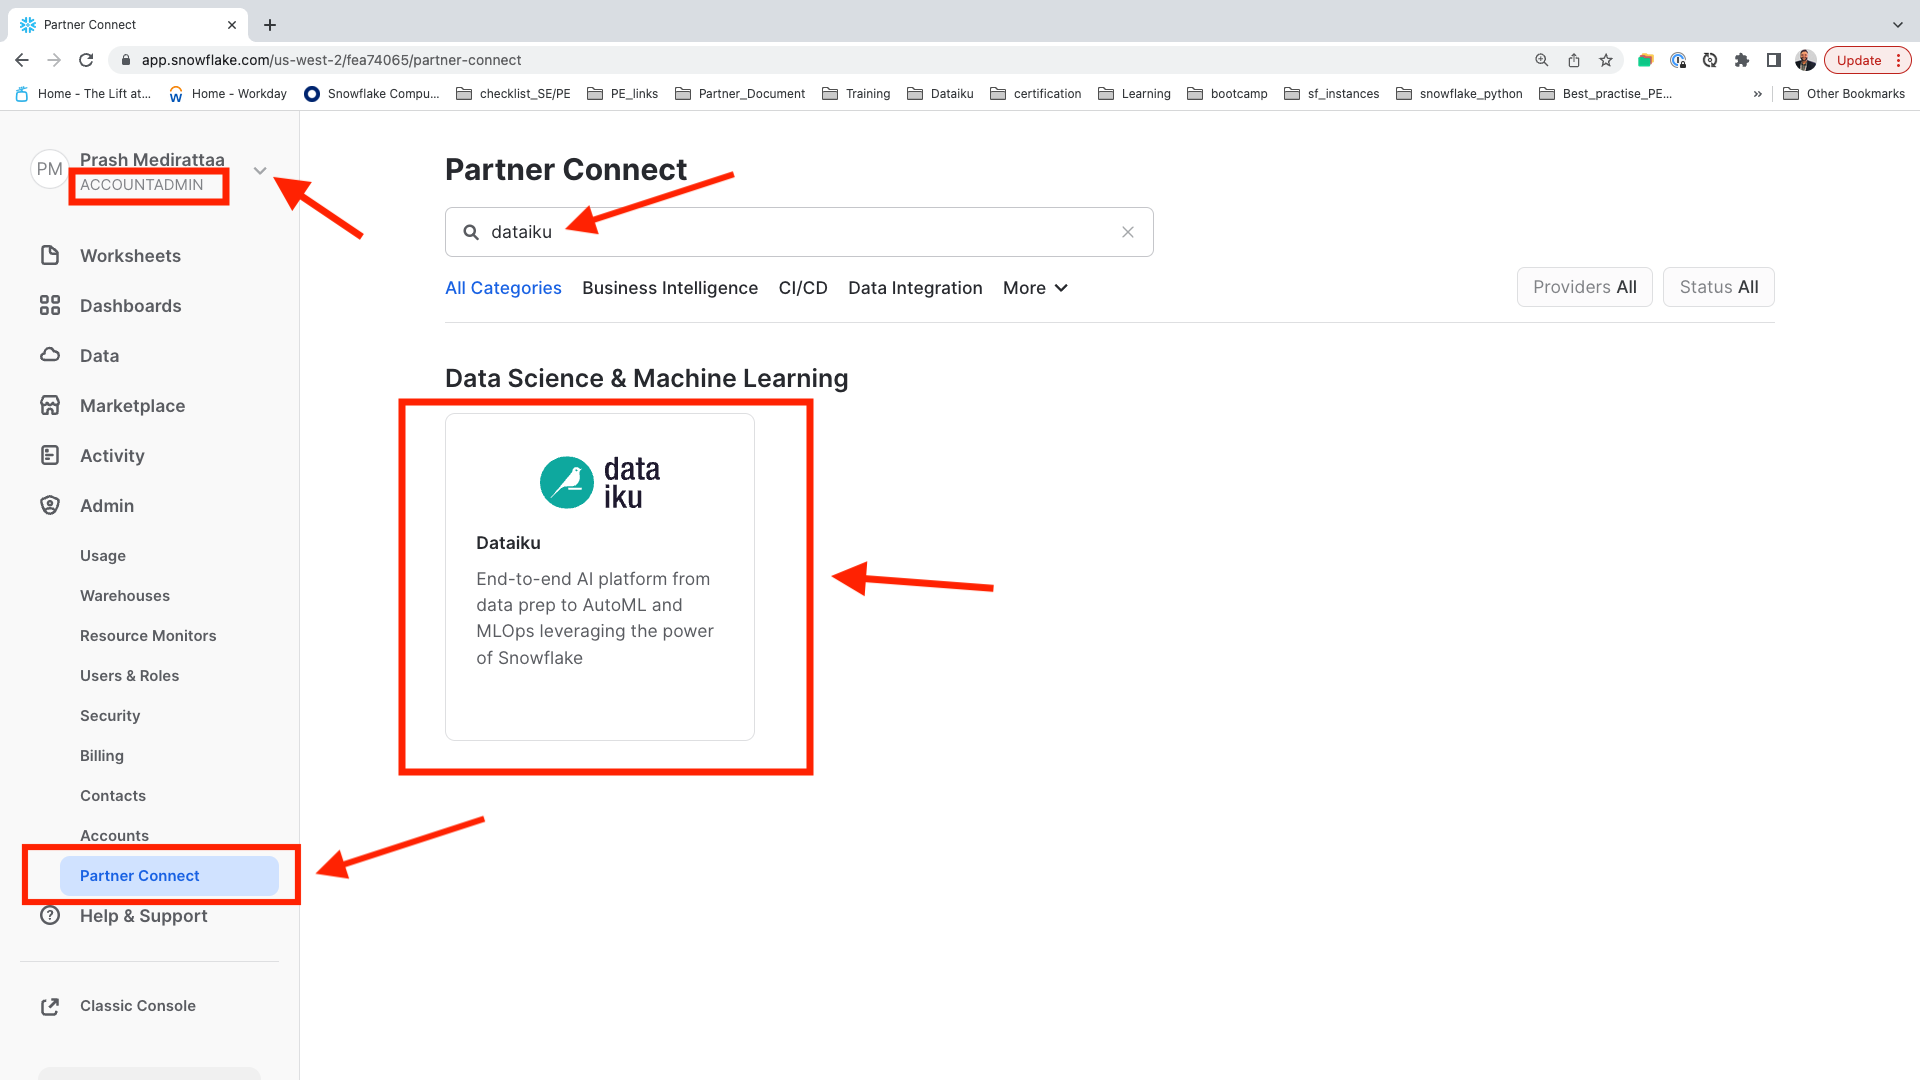 Partner Connect
app.snowflake.com/us-west-2/fea74065/partner-connect
Update
Home - The Lift at...
Home - Workday
Snowflake Compu...
checklist_SE/PE
PE_links
Partner_Document
Training
Dataiku
certification
Learning
bootcamp
sf_instances
snowflake_python
Best_practise_PE...
»
Other Bookmarks
PM
Prash Medirattaa
ACCOUNTADMIN
Worksheets
Dashboards
Data
Marketplace
Activity
Admin
Usage
Warehouses
Resource Monitors
Users & Roles
Security
Billing
Contacts
Accounts
Partner Connect
Help & Support
Classic Console
Partner Connect
dataiku
All Categories Business Intelligence CI/CD Data Integration More
Providers All Status All
Data Science & Machine Learning
data
iku
Dataiku
End-to-end AI platform from
data prep to AutoML and
MLOps leveraging the power
of Snowflake